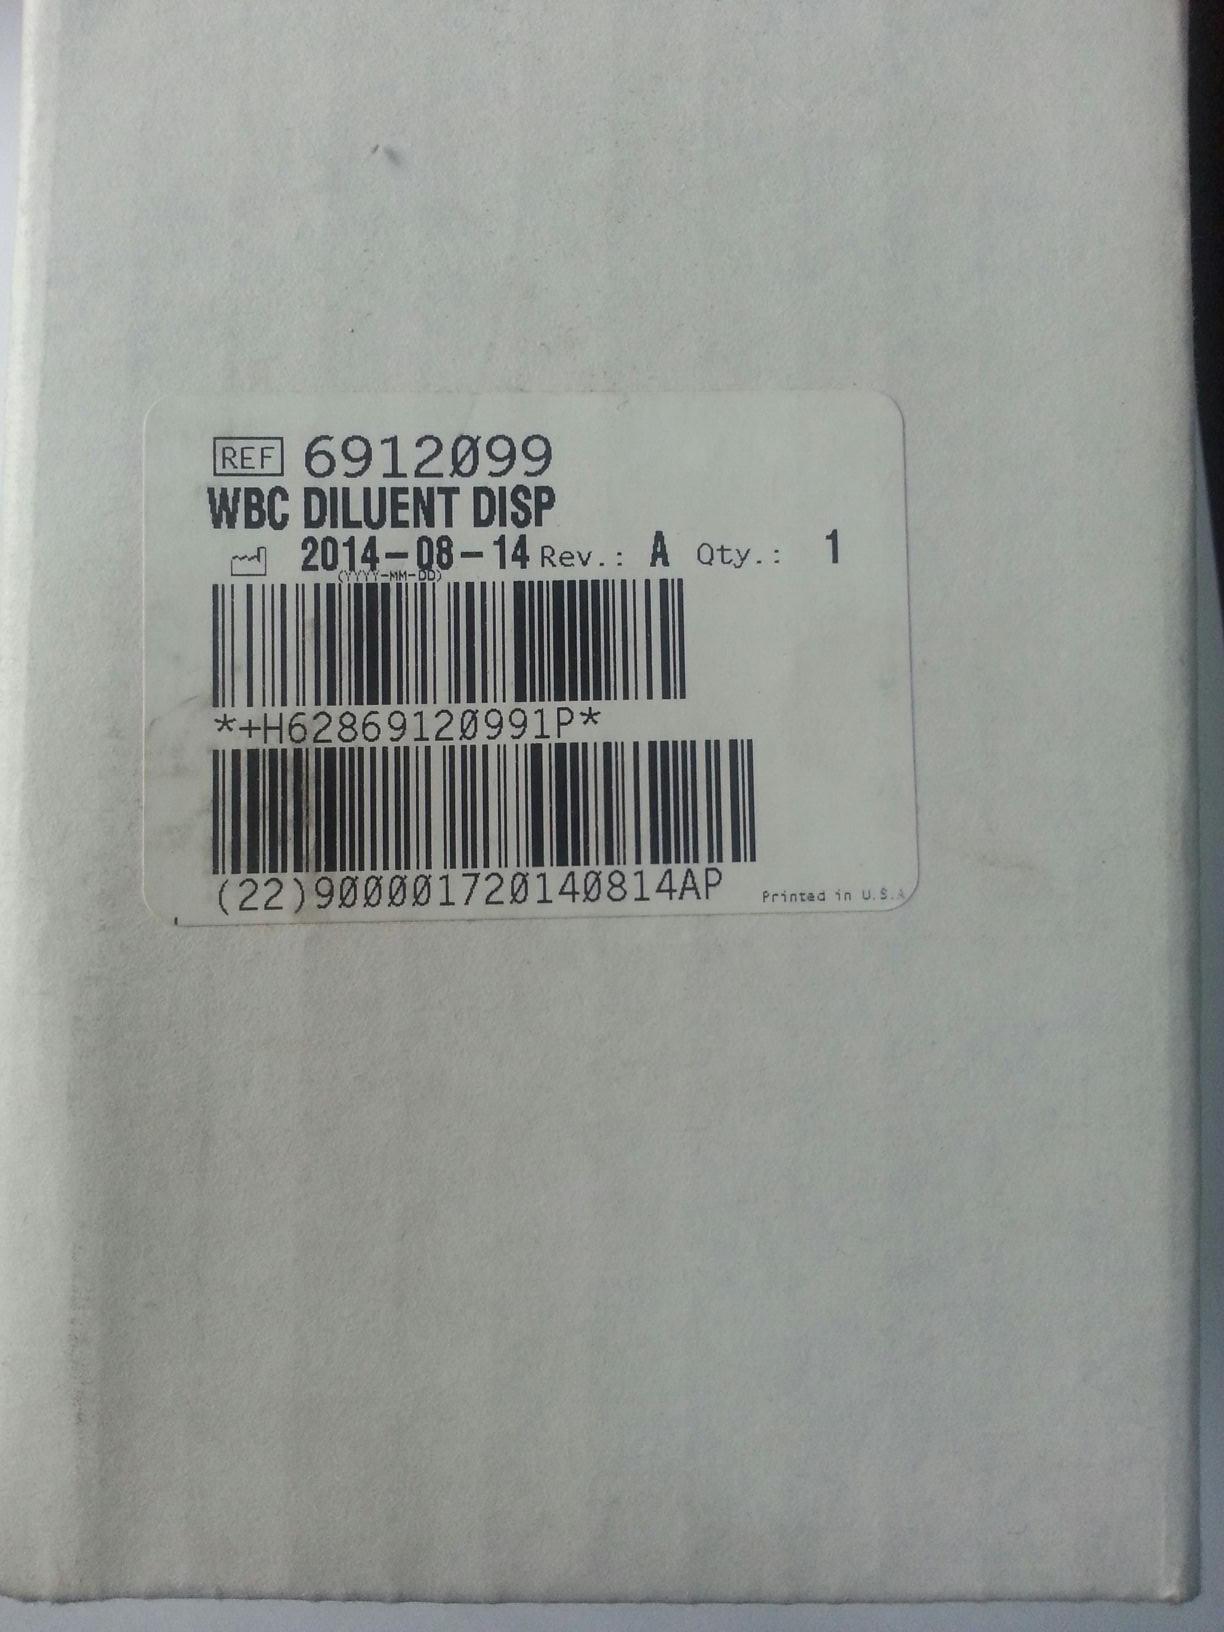 REF 6912099
WBC DILUENT DISP
2014-08-14 Rev.: A Qty.: 1
(YYYY-MM-DD)
*+H62869120991P*
(22)900001720140814AP
Printed in U.S.A